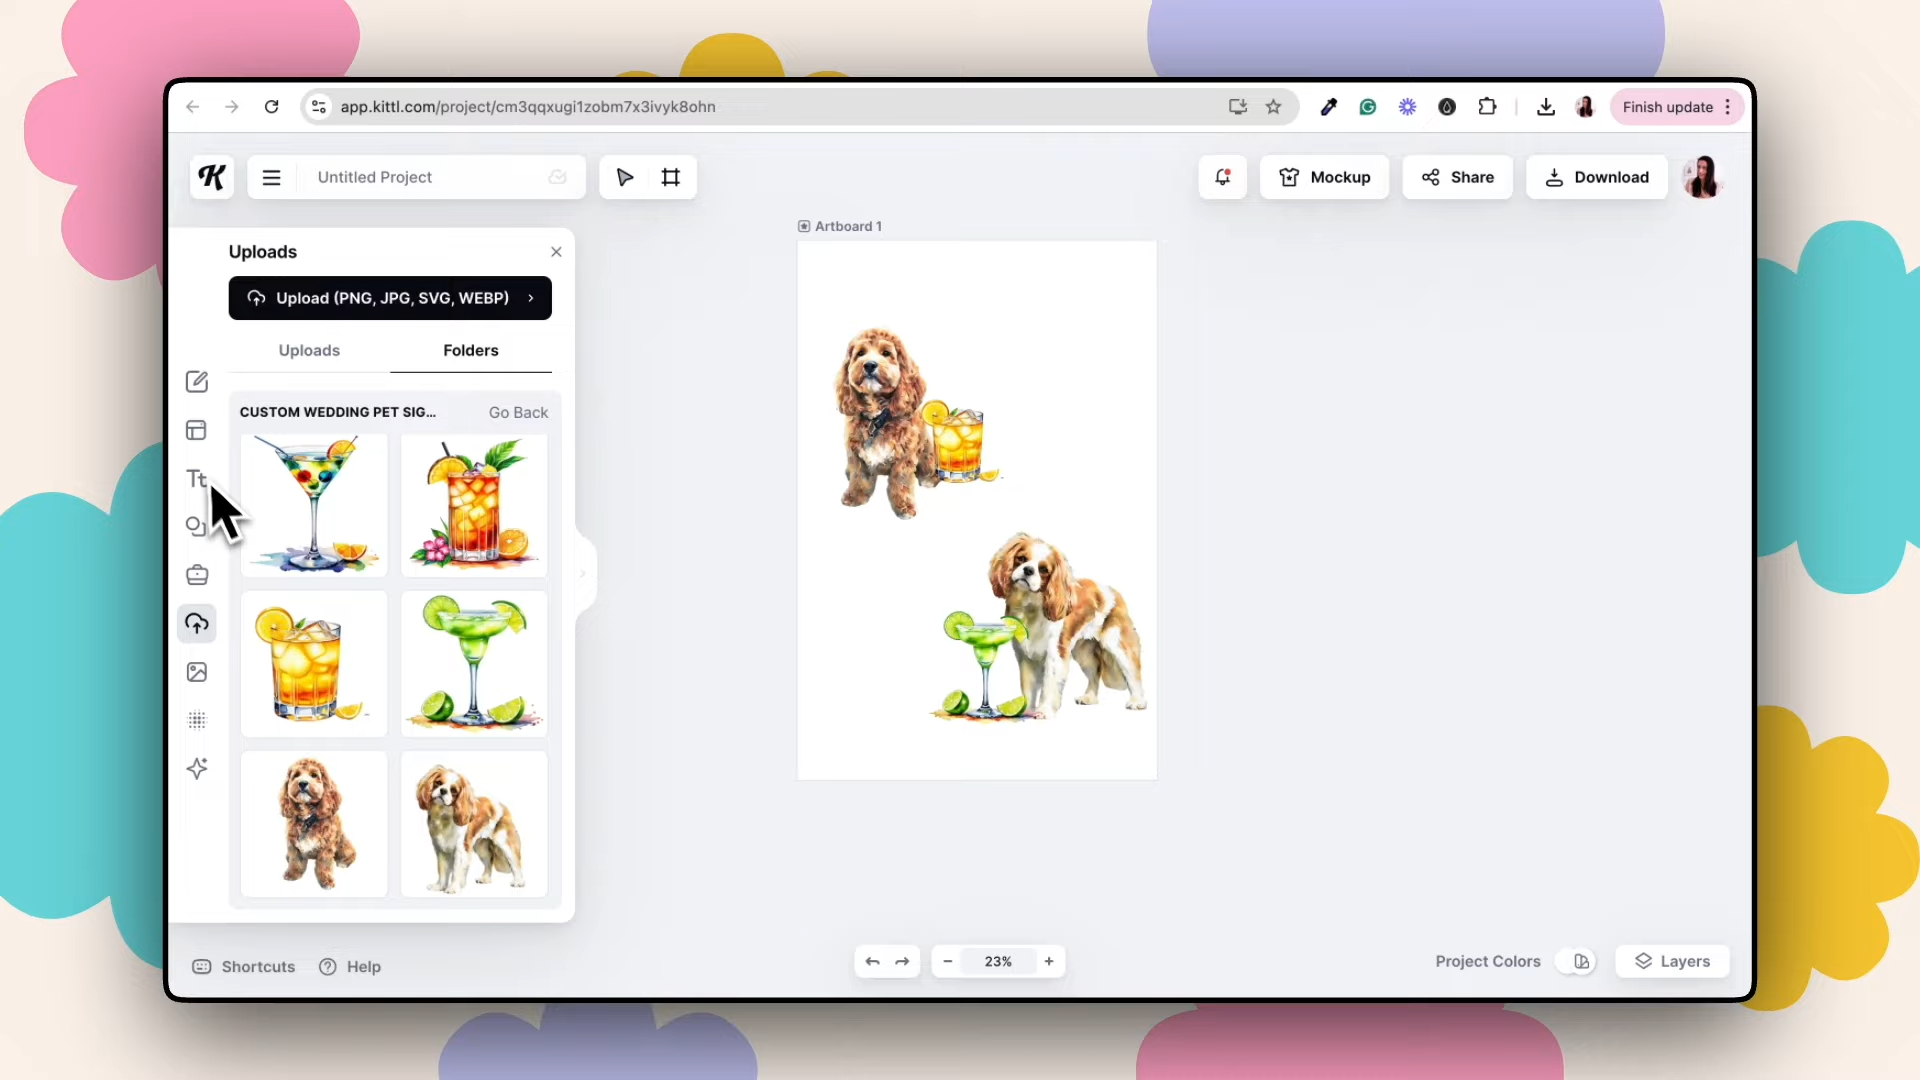 app.kittl.com/project/cm3qqxugi1zobm7x3ivyk8ohn
Finish update
K
Untitled Project
Mockup
Share
Download
Artboard 1
Uploads
Upload (PNG, JPG, SVG, WEBP)
Uploads
Folders
CUSTOM WEDDING PET SIG...
Go Back
Tt
Shortcuts
Help
23%
Project Colors
Layers